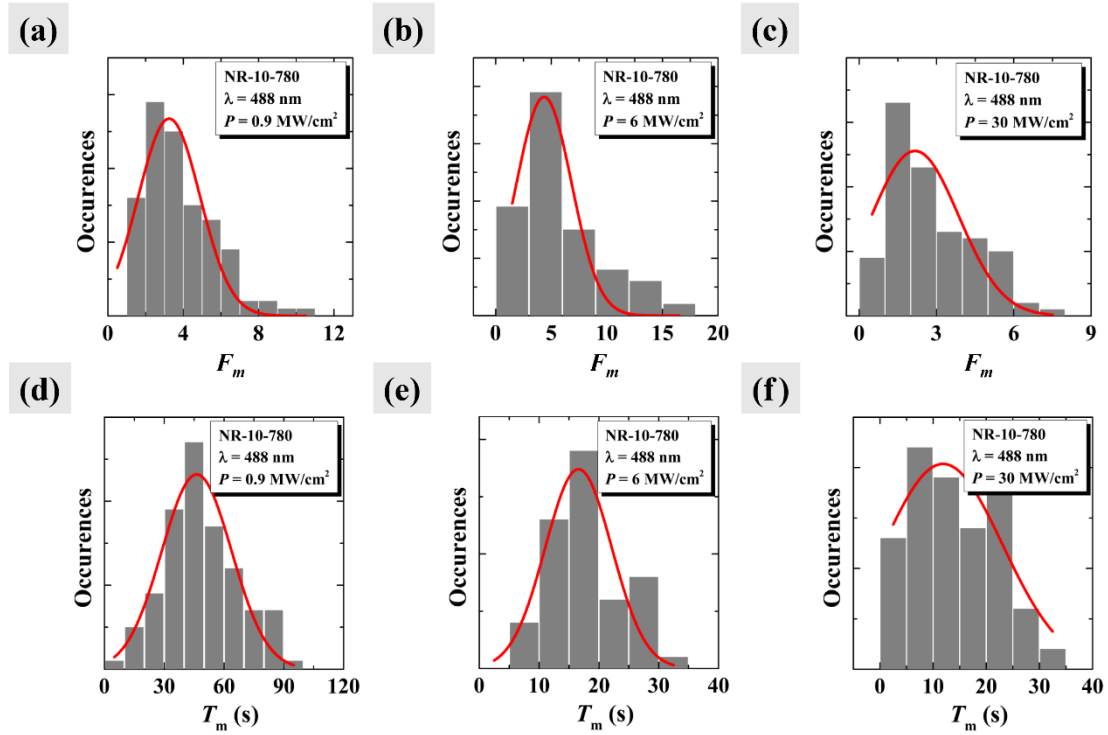 (a)
NR-10-780
λ = 488 nm
P = 0.9 MW/cm²
Occurences
0 4 8 12
Fm
(b)
NR-10-780
λ = 488 nm
P = 6 MW/cm²
Occurences
0 5 10 15 20
Fm
(c)
NR-10-780
λ = 488 nm
P = 30 MW/cm²
Occurences
0 3 6 9
Fm
(d)
NR-10-780
λ = 488 nm
P = 0.9 MW/cm²
Occurences
0 30 60 90 120
Tm (s)
(e)
NR-10-780
λ = 488 nm
P = 6 MW/cm²
Occurences
0 10 20 30 40
Tm (s)
(f)
NR-10-780
λ = 488 nm
P = 30 MW/cm²
Occurences
0 10 20 30 40
Tm (s)